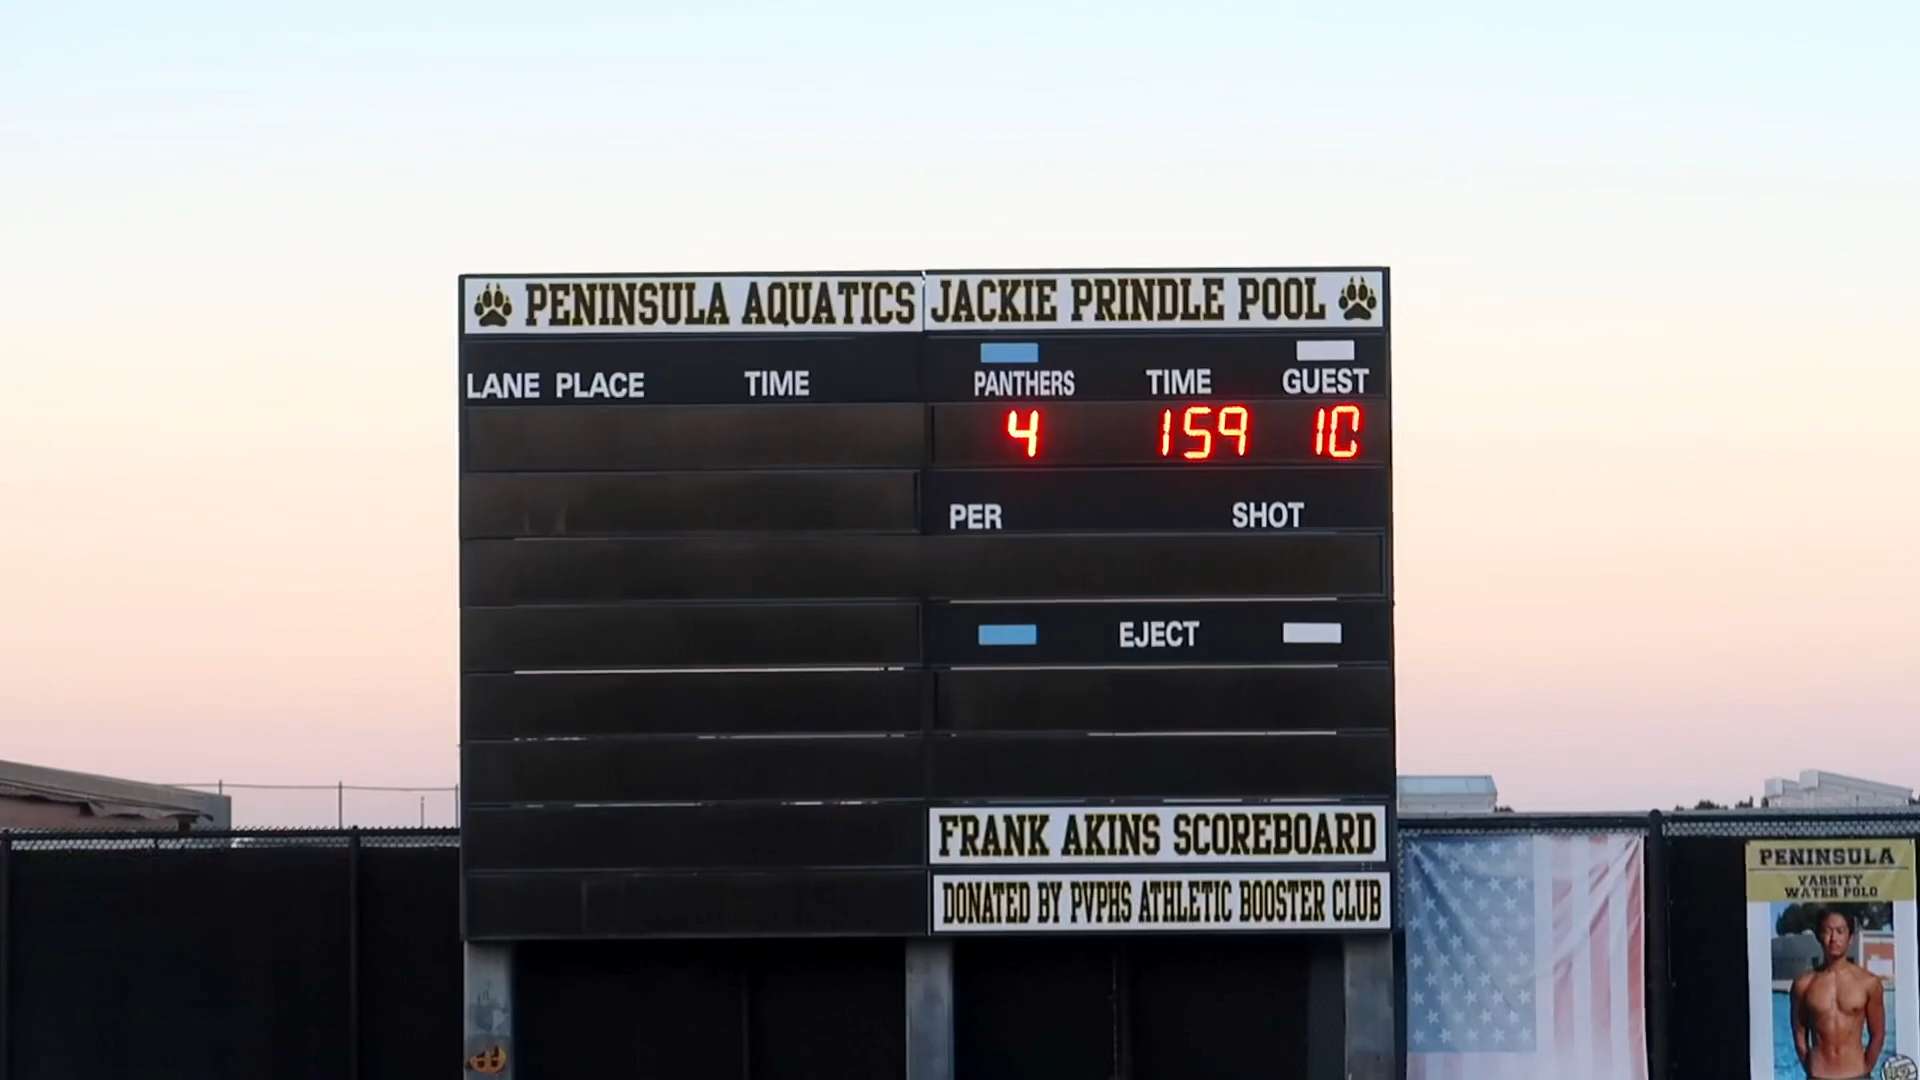 PENINSULA AQUATICS JACKIE PRINDLE POOL
LANE PLACE TIME PANTHERS TIME GUEST
4 159 10
PER SHOT
EJECT
FRANK AKINS SCOREBOARD
DONATED BY PVPHS ATHLETIC BOOSTER CLUB
PENINSULA
VARSITY
WATER POLO